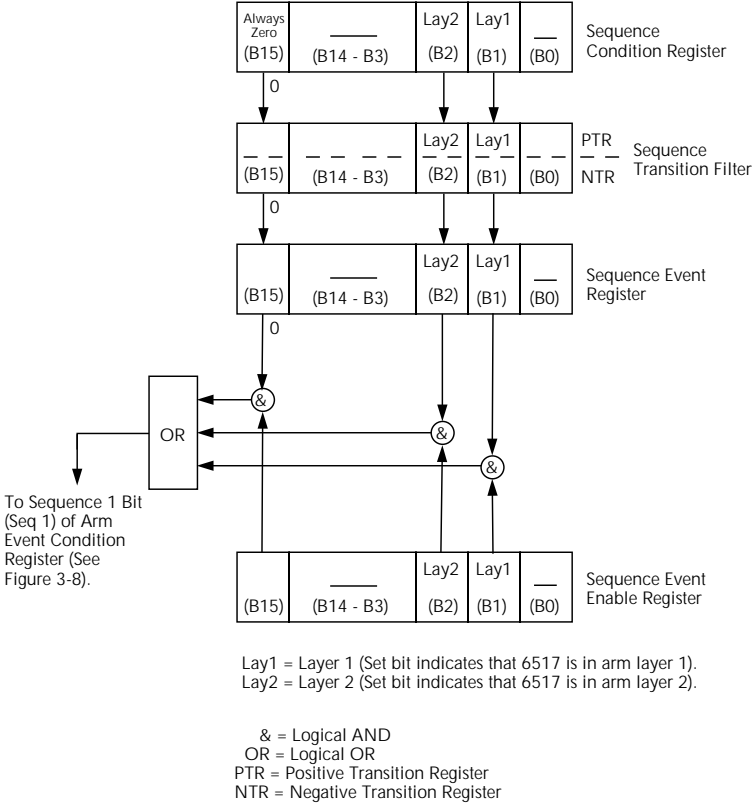 Always
Zero
(B15)
(B14 - B3)
Lay2
(B2)
Lay1
(B1)
(B0)
Sequence
Condition Register
0
(B15)
(B14 - B3)
Lay2
(B2)
Lay1
(B1)
(B0)
PTR
NTR
Sequence
Transition Filter
0
(B15)
(B14 - B3)
Lay2
(B2)
Lay1
(B1)
(B0)
Sequence Event
Register
0
&
OR
&
&
To Sequence 1 Bit
(Seq 1) of Arm
Event Condition
Register (See
Figure 3-8).
(B15)
(B14 - B3)
Lay2
(B2)
Lay1
(B1)
(B0)
Sequence Event
Enable Register
Lay1 = Layer 1 (Set bit indicates that 6517 is in arm layer 1).
Lay2 = Layer 2 (Set bit indicates that 6517 is in arm layer 2).
& = Logical AND
OR = Logical OR
PTR = Positive Transition Register
NTR = Negative Transition Register